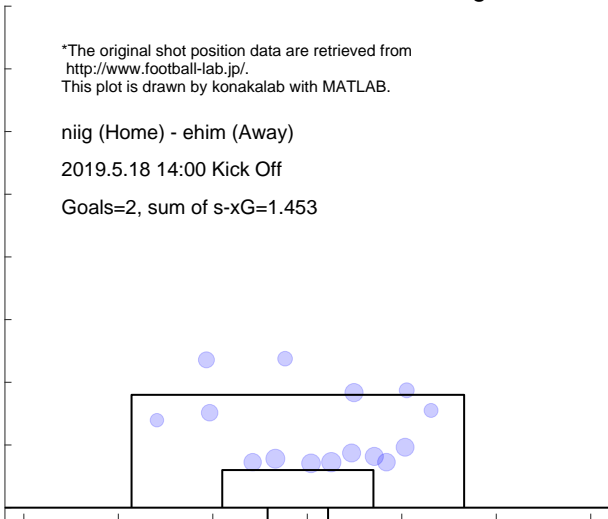 *The original shot position data are retrieved from
http://www.football-lab.jp/.
This plot is drawn by konakalab with MATLAB.
niig (Home) - ehim (Away)
2019.5.18 14:00 Kick Off
Goals=2, sum of s-xG=1.453